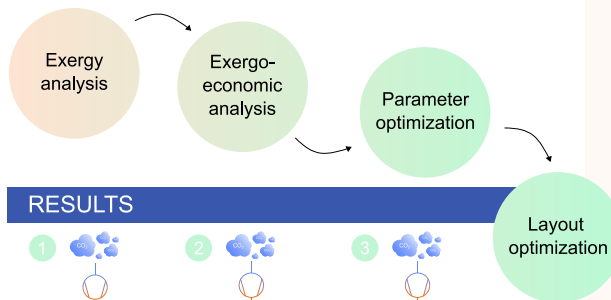 Exergy
analysis
Exergo-
economic
analysis
Parameter
optimization
Layout
optimization
RESULTS
1
CO₂
2
CO₂
3
CO₂